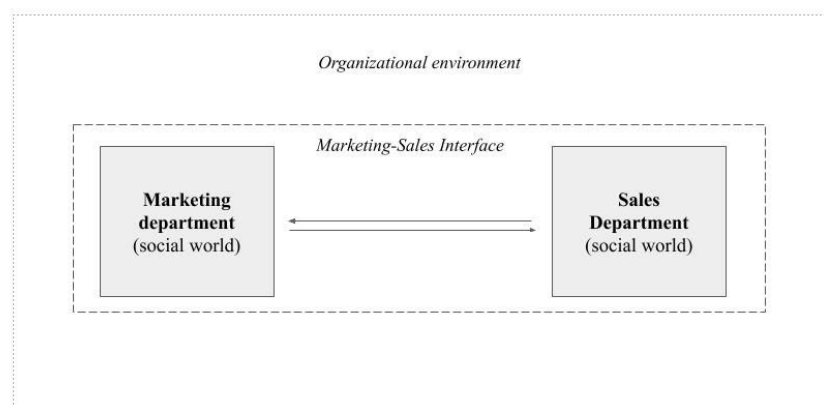 Organizational environment
Marketing-Sales Interface
Marketing
department
(social world)
Sales
Department
(social world)